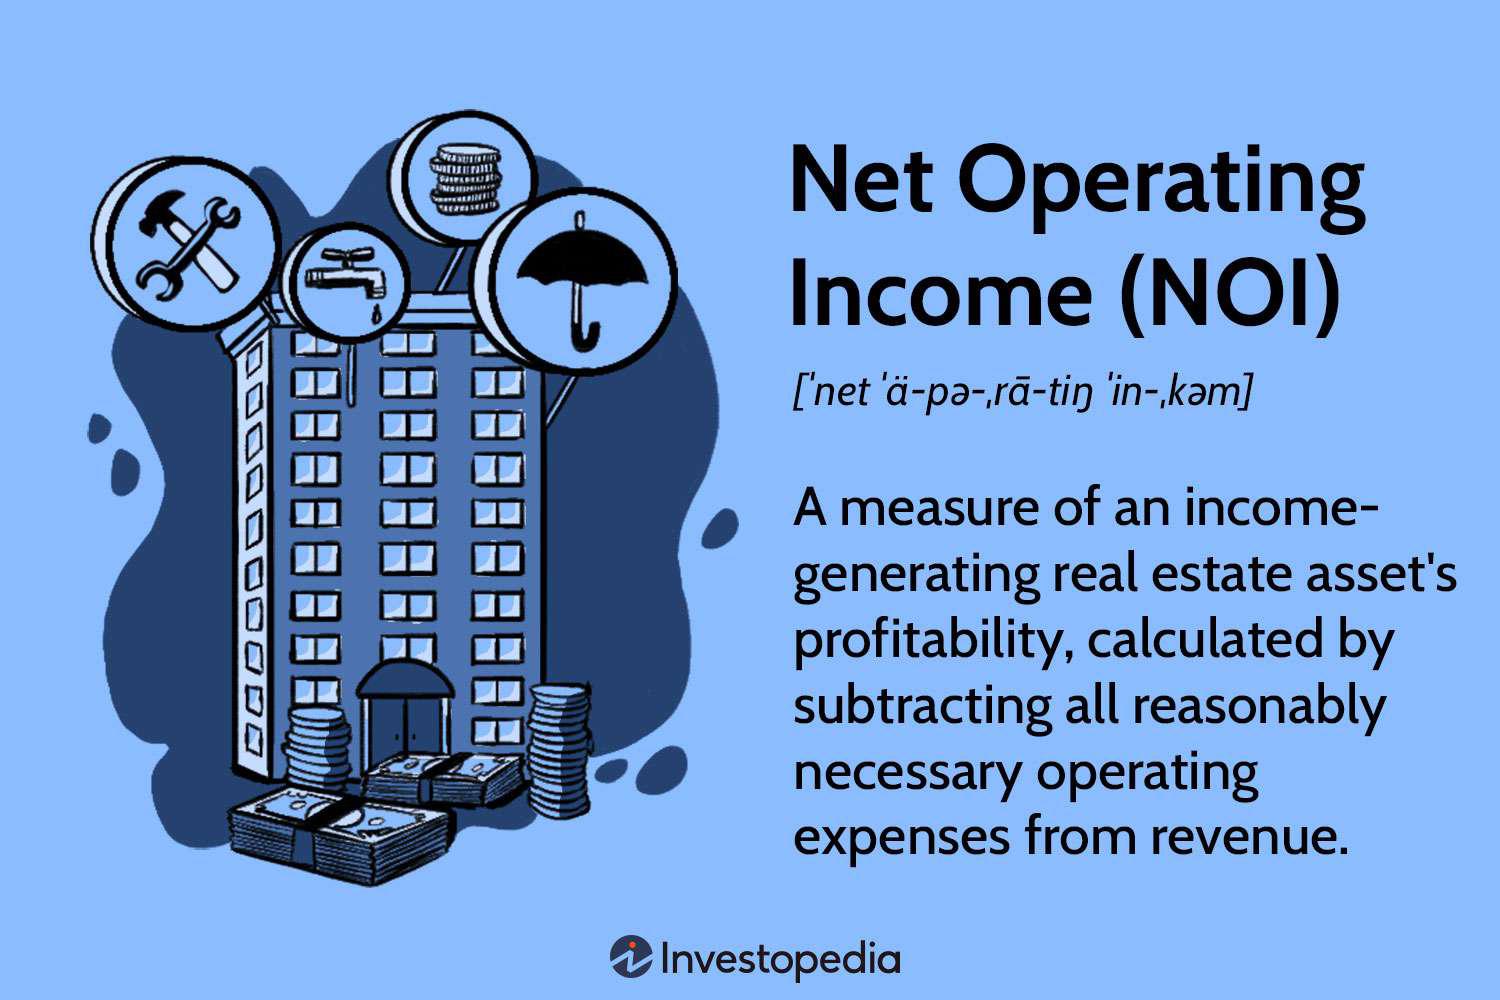 Net Operating
Income (NOI)
[ˈnet ˈä-pə-ˌrā-tiŋ ˈin-ˌkəm]
A measure of an income-
generating real estate asset's
profitability, calculated by
subtracting all reasonably
necessary operating
expenses from revenue.
Investopedia